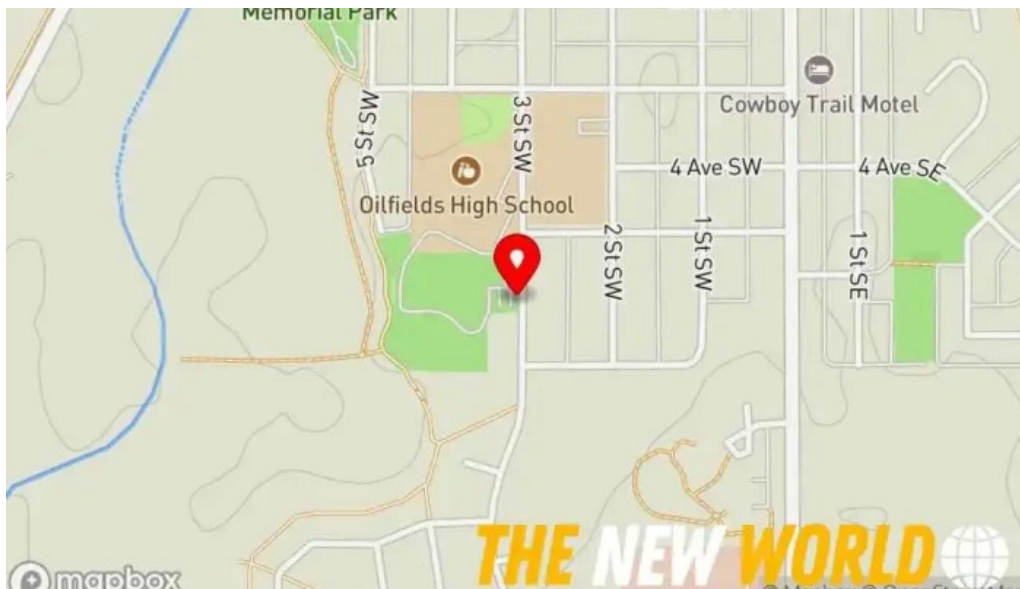 Memorial Park
Cowboy Trail Motel
5 St SW
3 St SW
4 Ave SW
4 Ave SE
Oilfields High School
2 St SW
1 St SW
1 St SE
THE NEW WORLD
mapbox